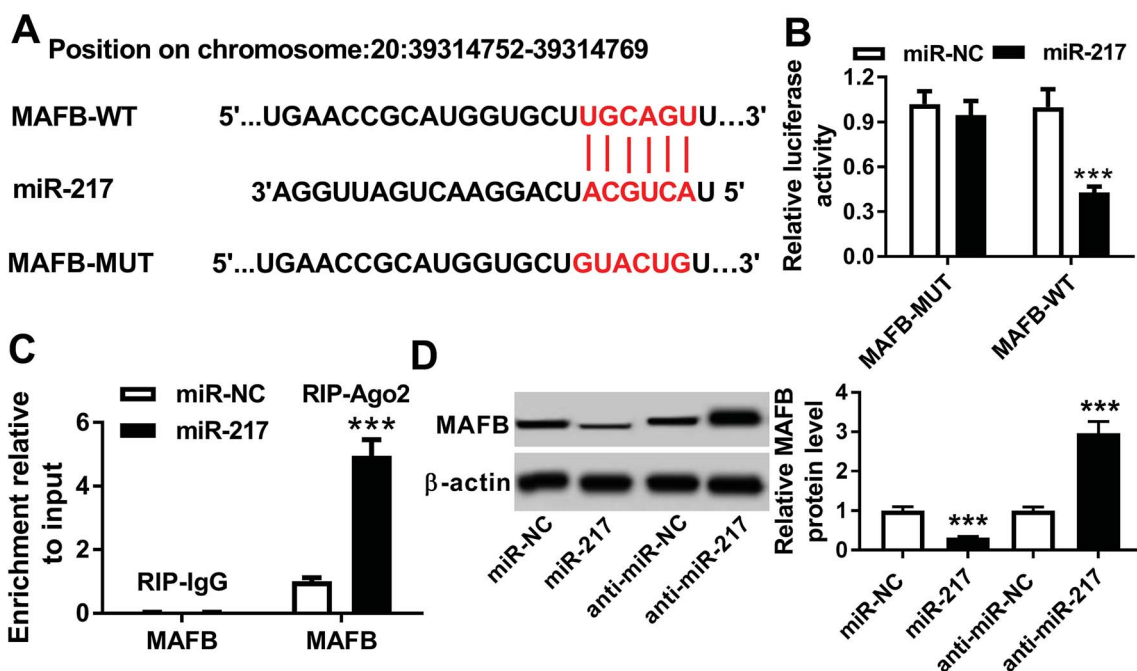 A
Position on chromosome:20:39314752-39314769
MAFB-WT 5'...UGAACCGCAUGGUGCUUGCAGUU...3'
miR-217 3'AGGUUAGUCAAGGACUACGUCAU 5'
MAFB-MUT 5'...UGAACCGCAUGGUGCUGUACUGU...3'
B
miR-NC miR-217
Relative luciferase
activity
1.2
0.9
0.6
0.3
0.0
***
MAFB-MUT
MAFB-WT
C
miR-NC
miR-217
Enrichment relative
to input
6
4
2
0
RIP-IgG
RIP-Ago2
***
MAFB
MAFB
D
MAFB
β-actin
miR-NC
miR-217
anti-miR-NC
anti-miR-217
Relative MAFB
protein level
4
3
2
1
0
***
***
miR-NC
miR-217
anti-miR-NC
anti-miR-217